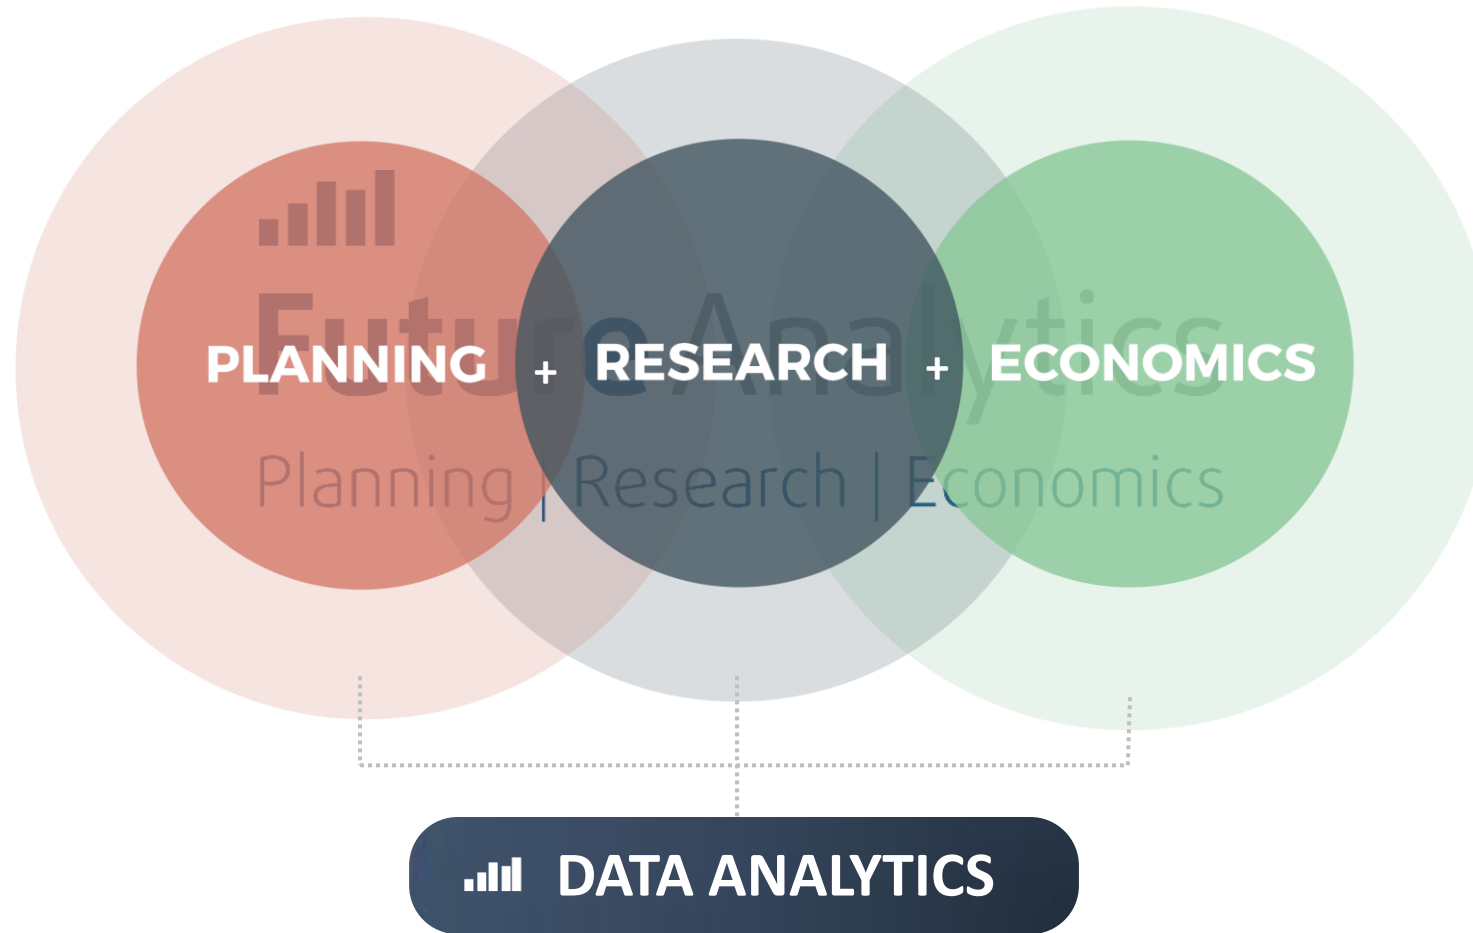 Future Analytics
PLANNING + RESEARCH + ECONOMICS
Planning | Research | Economics
DATA ANALYTICS